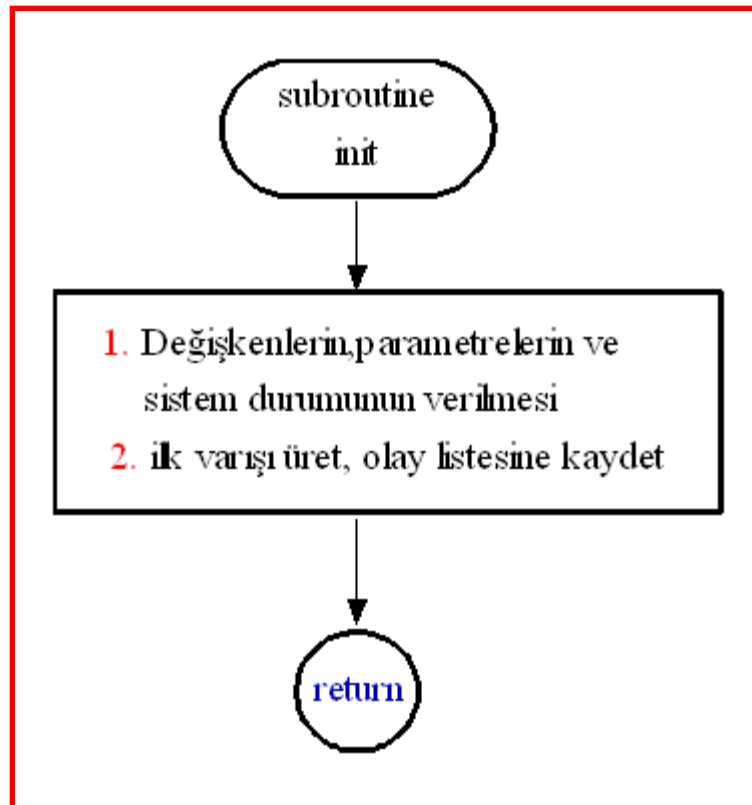 subroutine
init
1. Değişkenlerin,parametrelerin ve
sistem durumunun verilmesi
2. ilk varışı üret, olay listesine kaydet
return